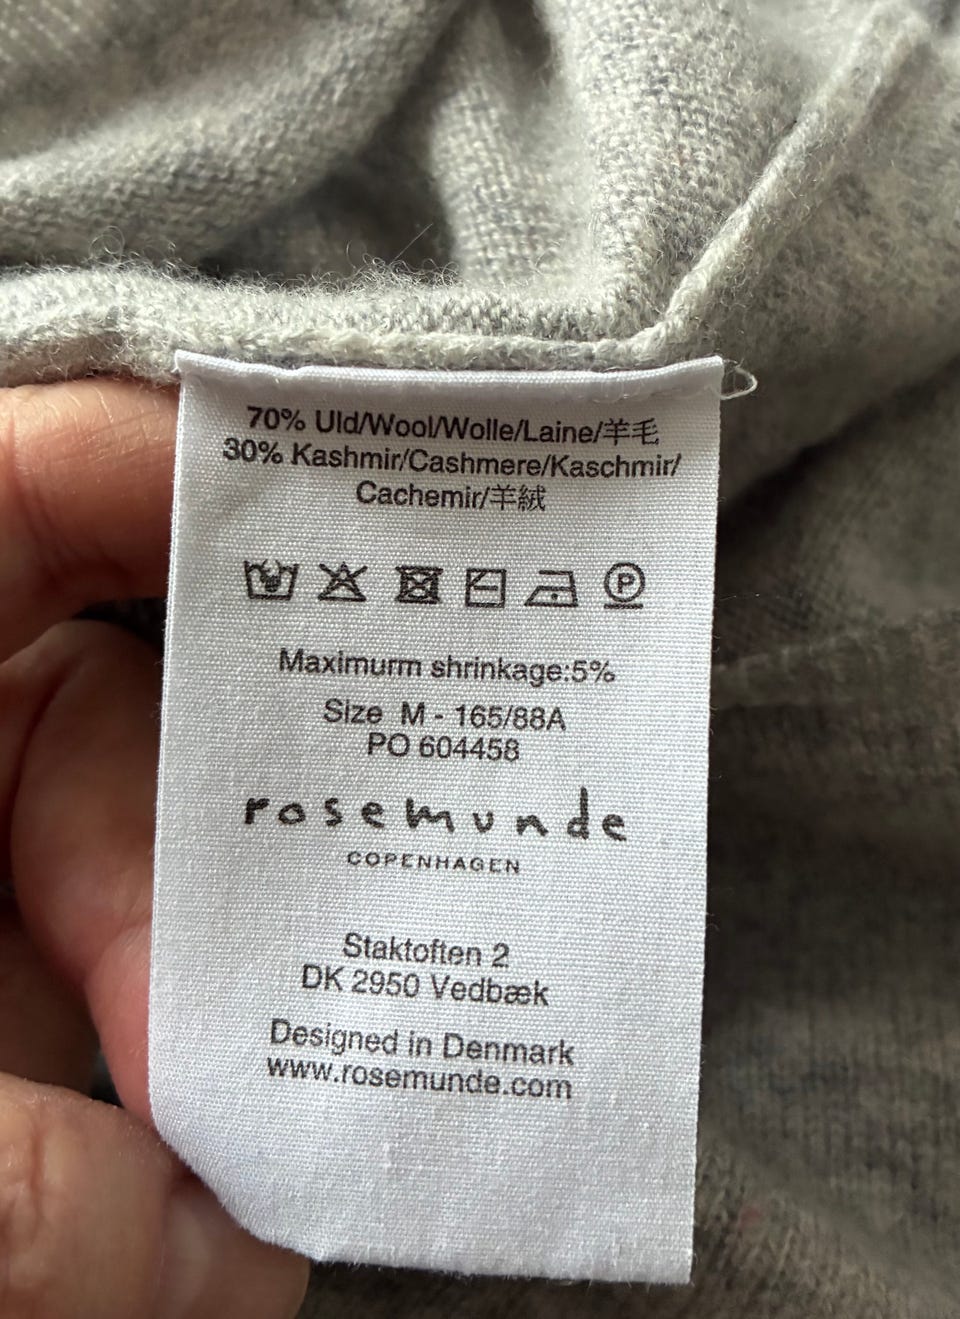 70% Uld/Wool/Wolle/Laine/羊毛
30% Kashmir/Cashmere/Kaschmir/
Cachemir/羊絨
P
Maximurm shrinkage:5%
Size M - 165/88A
PO 604458
rosemunde
COPENHAGEN
Staktoften 2
DK 2950 Vedbæk
Designed in Denmark
www.rosemunde.com